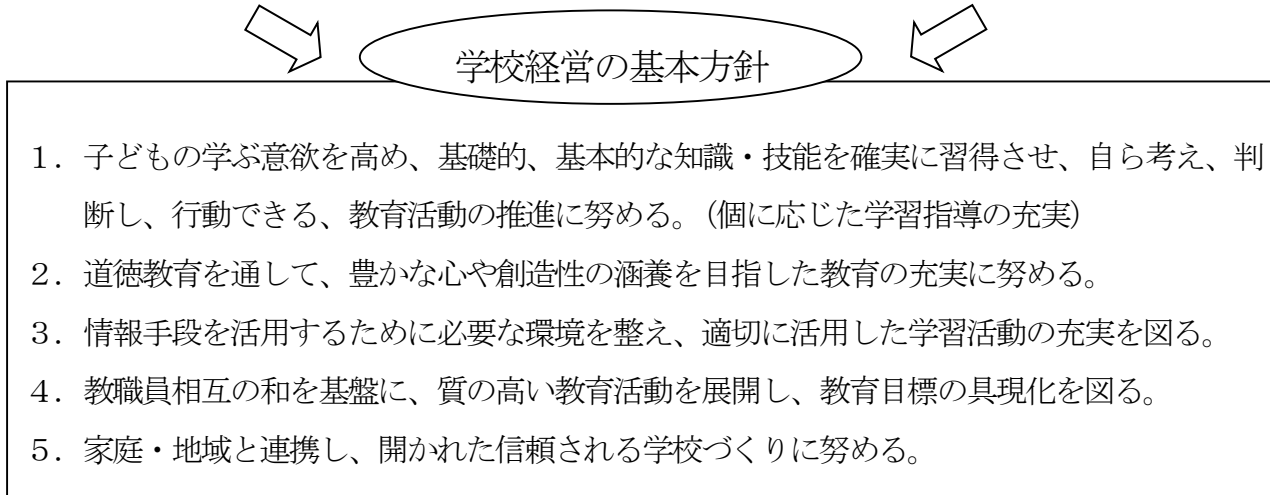 学校経営の基本方針
１．子どもの学ぶ意欲を高め、基礎的、基本的な知識・技能を確実に習得させ、自ら考え、判
断し、行動できる、教育活動の推進に努める。（個に応じた学習指導の充実）
２．道徳教育を通して、豊かな心や創造性の涵養を目指した教育の充実に努める。
３．情報手段を活用するために必要な環境を整え、適切に活用した学習活動の充実を図る。
４．教職員相互の和を基盤に、質の高い教育活動を展開し、教育目標の具現化を図る。
５．家庭・地域と連携し、開かれた信頼される学校づくりに努める。